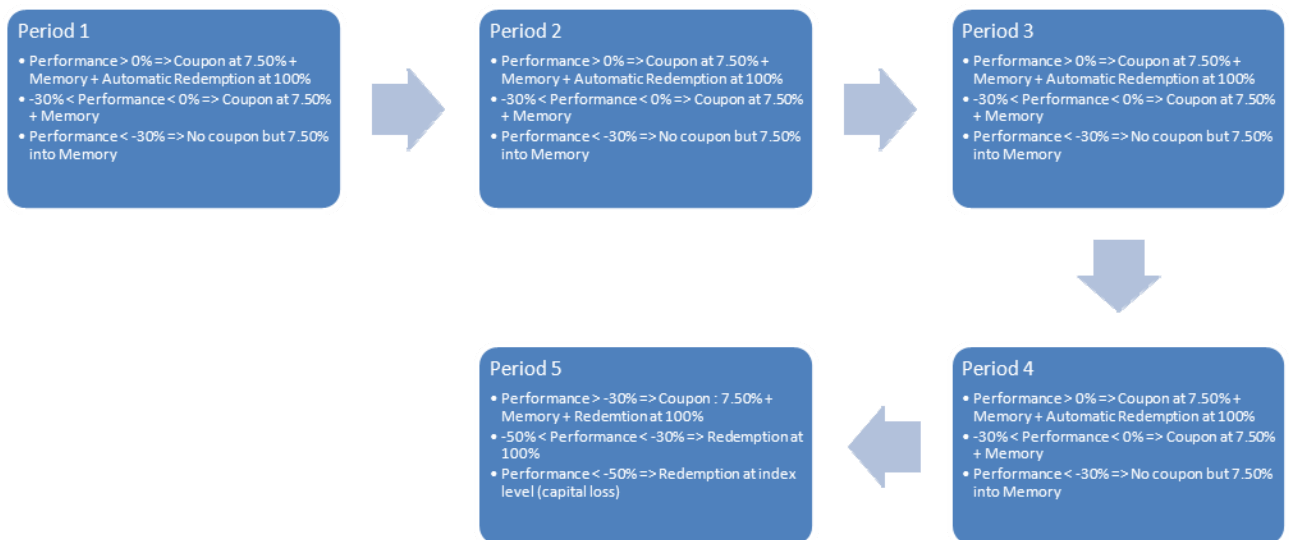 Period 1
• Performance > 0% => Coupon at 7.50% +
Memory + Automatic Redemption at 100%
• -30% < Performance < 0% => Coupon at 7.50%
+ Memory
• Performance < -30% => No coupon but 7.50%
into Memory
Period 2
• Performance > 0% => Coupon at 7.50% +
Memory + Automatic Redemption at 100%
• -30% < Performance < 0% => Coupon at 7.50%
+ Memory
• Performance < -30% => No coupon but 7.50%
into Memory
Period 3
• Performance > 0% => Coupon at 7.50% +
Memory + Automatic Redemption at 100%
• -30% < Performance < 0% => Coupon at 7.50%
+ Memory
• Performance < -30% => No coupon but 7.50%
into Memory
Period 4
• Performance > 0% => Coupon at 7.50% +
Memory + Automatic Redemption at 100%
• -30% < Performance < 0% => Coupon at 7.50%
+ Memory
• Performance < -30% => No coupon but 7.50%
into Memory
Period 5
• Performance > -30% => Coupon : 7.50% +
Memory + Redemtion at 100%
• -50% < Performance < -30% => Redemption at
100%
• Performance < -50% => Redemption at index
level (capital loss)